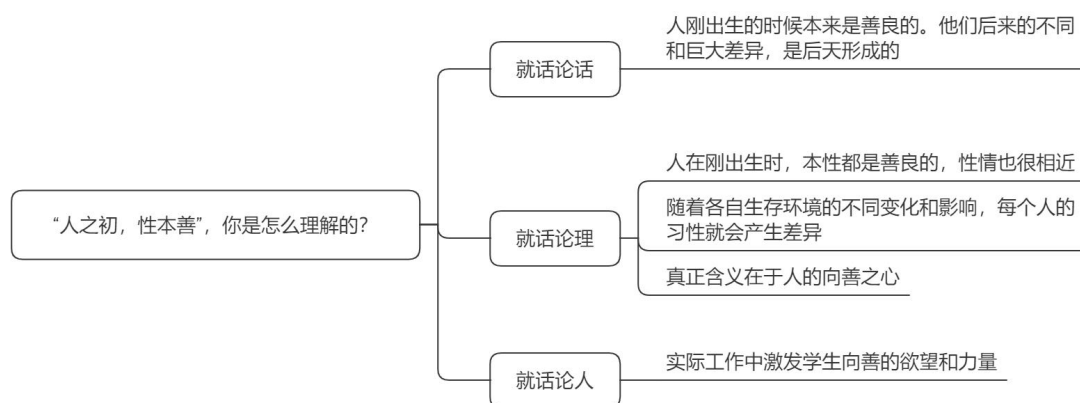 人刚出生的时候本来是善良的。他们后来的不同
和巨大差异，是后天形成的
就话论话
人在刚出生时，本性都是善良的，性情也很相近
“人之初，性本善”，你是怎么理解的？
随着各自生存环境的不同变化和影响，每个人的
习性就会产生差异
就话论理
真正含义在于人的向善之心
实际工作中激发学生向善的欲望和力量
就话论人